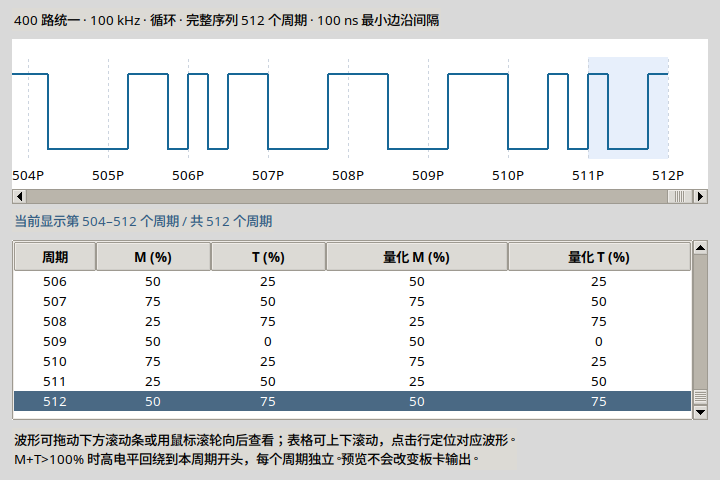 400 路统一 · 100 kHz · 循环 · 完整序列 512 个周期 · 100 ns 最小边沿间隔
504P 505P 506P 507P 508P 509P 510P 511P 512P
当前显示第 504–512 个周期 / 共 512 个周期
周期 M (%) T (%) 量化 M (%) 量化 T (%)
506 50 25 50 25
507 75 50 75 50
508 25 75 25 75
509 50 0 50 0
510 75 25 75 25
511 25 50 25 50
512 50 75 50 75
波形可拖动下方滚动条或用鼠标滚轮向后查看；表格可上下滚动，点击行定位对应波形。
M+T>100% 时高电平回绕到本周期开头，每个周期独立。预览不会改变板卡输出。